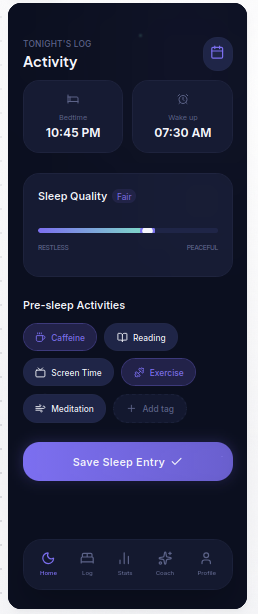 TONIGHT'S LOG
Activity
Bedtime
10:45 PM
Wake up
07:30 AM
Sleep Quality Fair
RESTLESS PEACEFUL
Pre-sleep Activities
Caffeine Reading
Screen Time Exercise
Meditation + Add tag
Save Sleep Entry ✓
Home Log Stats Coach Profile